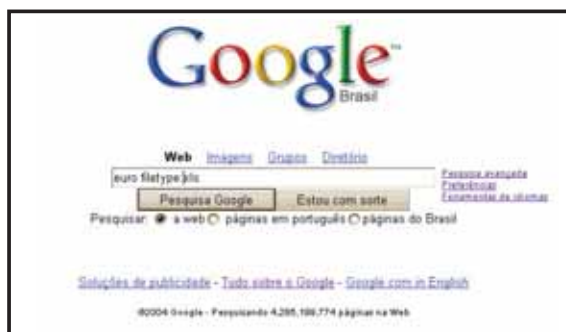 Google™
Brasil
Web Imagens Grupos Diretório
euro filetype:xls
Pesquisa avançada
Preferências
Ferramentas de idiomas
Pesquisa Google Estou com sorte
Pesquisar: a web páginas em português páginas do Brasil
Soluções de publicidade - Tudo sobre o Google - Google.com in English
©2004 Google - Pesquisando 4,285,199,774 páginas na Web